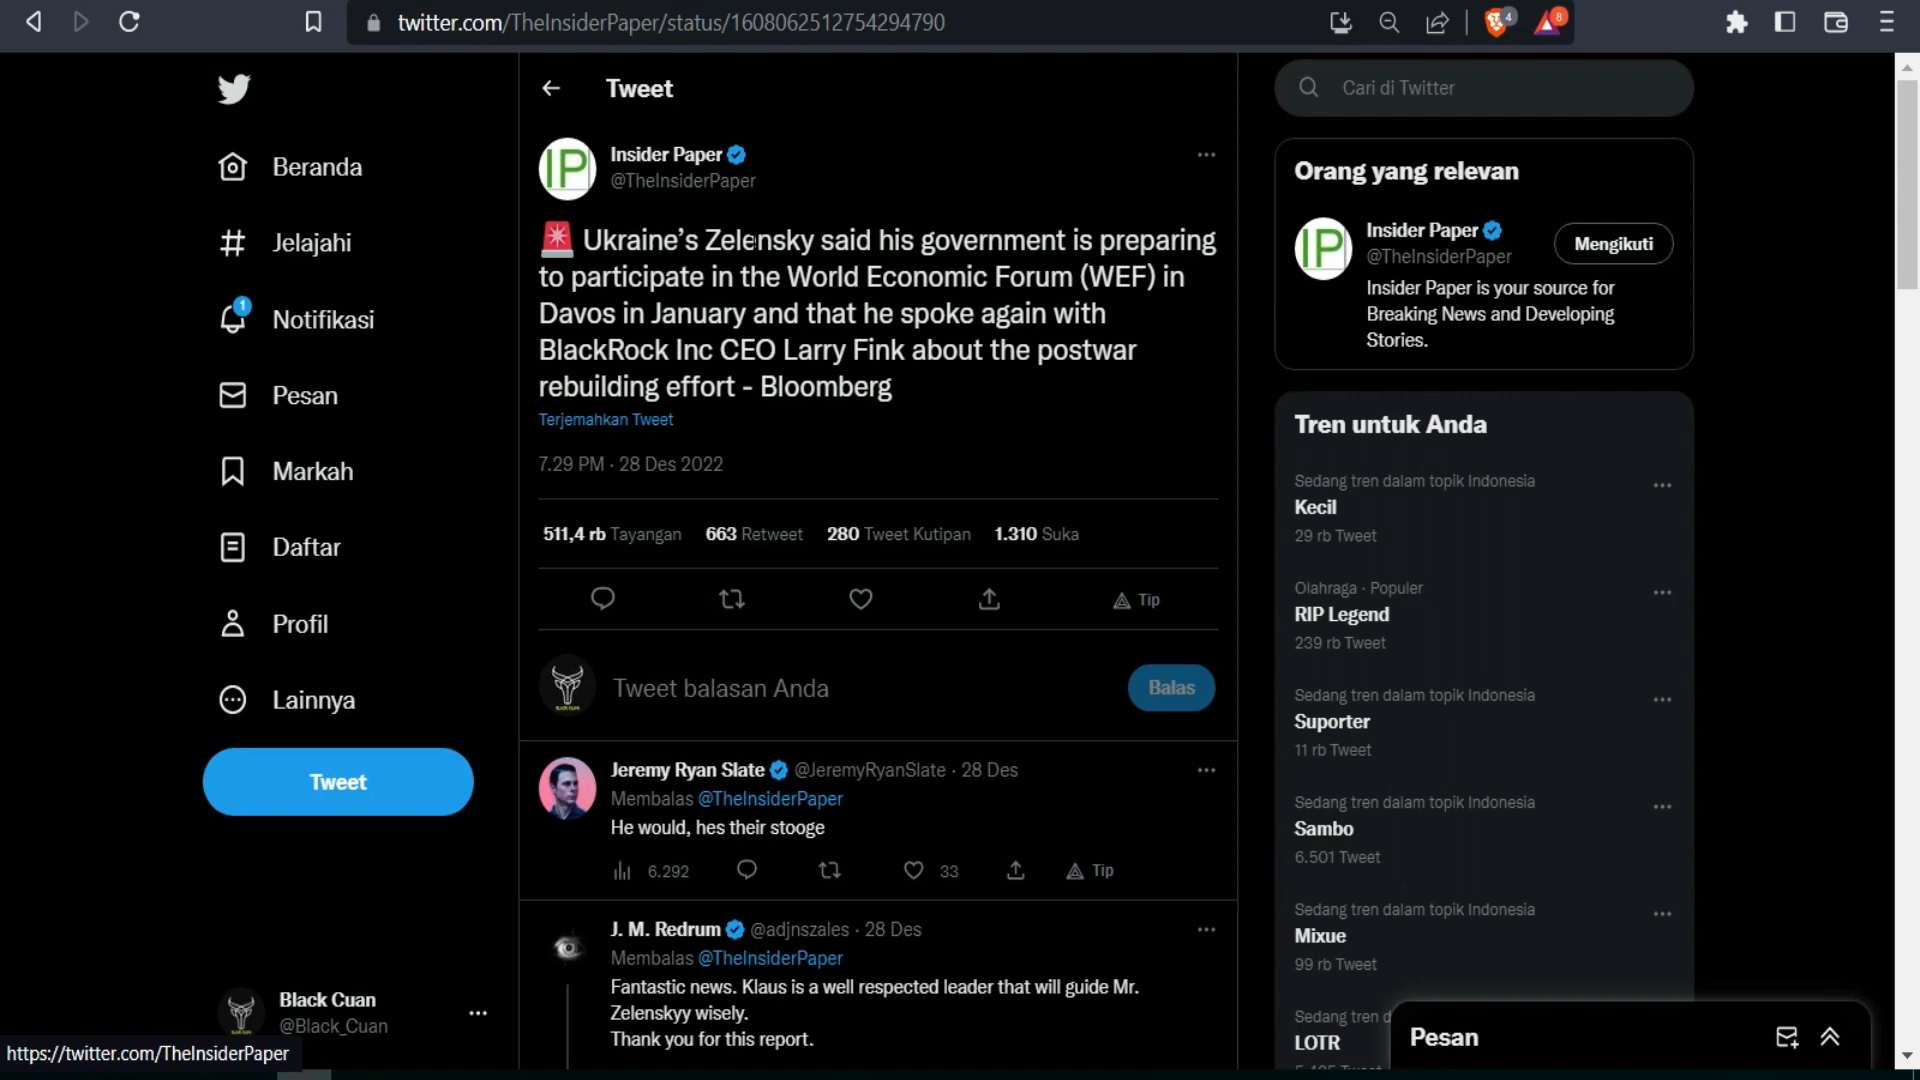 twitter.com/TheInsiderPaper/status/1608062512754294790
4
8
Beranda
Jelajahi
1
Notifikasi
Pesan
Markah
Daftar
Profil
Lainnya
Tweet
Black Cuan
@Black_Cuan
https://twitter.com/TheInsiderPaper
Tweet
IP
Insider Paper
@TheInsiderPaper
Ukraine’s Zelensky said his government is preparing
to participate in the World Economic Forum (WEF) in
Davos in January and that he spoke again with
BlackRock Inc CEO Larry Fink about the postwar
rebuilding effort - Bloomberg
Terjemahkan Tweet
7.29 PM · 28 Des 2022
511,4 rb Tayangan 663 Retweet 280 Tweet Kutipan 1.310 Suka
Tip
Tweet balasan Anda
Balas
Jeremy Ryan Slate @JeremyRyanSlate · 28 Des
Membalas @TheInsiderPaper
He would, hes their stooge
6.292 33 Tip
J. M. Redrum @adjnszales · 28 Des
Membalas @TheInsiderPaper
Fantastic news. Klaus is a well respected leader that will guide Mr.
Zelenskyy wisely.
Thank you for this report.
Cari di Twitter
Orang yang relevan
IP
Insider Paper
@TheInsiderPaper
Mengikuti
Insider Paper is your source for
Breaking News and Developing
Stories.
Tren untuk Anda
Sedang tren dalam topik Indonesia
Kecil
29 rb Tweet
Olahraga · Populer
RIP Legend
239 rb Tweet
Sedang tren dalam topik Indonesia
Suporter
11 rb Tweet
Sedang tren dalam topik Indonesia
Sambo
6.501 Tweet
Sedang tren dalam topik Indonesia
Mixue
99 rb Tweet
Sedang tren d
LOTR
Pesan